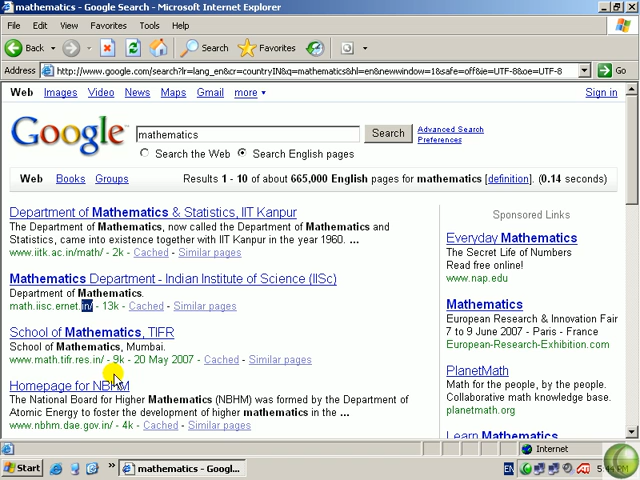 mathematics - Google Search - Microsoft Internet Explorer
File Edit View Favorites Tools Help
Back Search Favorites
Address http://www.google.com/search?lr=lang_en&cr=countryIN&q=mathematics&hl=en&newwindow=1&safe=off&ie=UTF-8&oe=UTF-8 Go
Web Images Video News Maps Gmail more Sign in
Google mathematics Search Advanced Search
Preferences
Search the Web Search English pages
Web Books Groups Results 1 - 10 of about 665,000 English pages for mathematics [definition]. (0.14 seconds)
Department of Mathematics & Statistics, IIT Kanpur
The Department of Mathematics, now called the Department of Mathematics and
Statistics, came into existence together with IIT Kanpur in the year 1960. ...
www.iitk.ac.in/math/ - 2k - Cached - Similar pages
Mathematics Department - Indian Institute of Science (IISc)
Department of Mathematics.
math.iisc.ernet.in/ - 13k - Cached - Similar pages
School of Mathematics, TIFR
School of Mathematics, Mumbai.
www.math.tifr.res.in/ - 9k - 20 May 2007 - Cached - Similar pages
Homepage for NBHM
The National Board for Higher Mathematics (NBHM) was formed by the Department of
Atomic Energy to foster the development of higher mathematics in the ...
www.nbhm.dae.gov.in/ - 4k - Cached - Similar pages
Sponsored Links
Everyday Mathematics
The Secret Life of Numbers
Read free online!
www.nap.edu
Mathematics
European Research & Innovation Fair
7 to 9 June 2007 - Paris - France
European-Research-Exhibition.com
PlanetMath
Math for the people, by the people.
Collaborative math knowledge base.
planetmath.org
Learn Mathematics
Internet
Start mathematics - Googl... EN